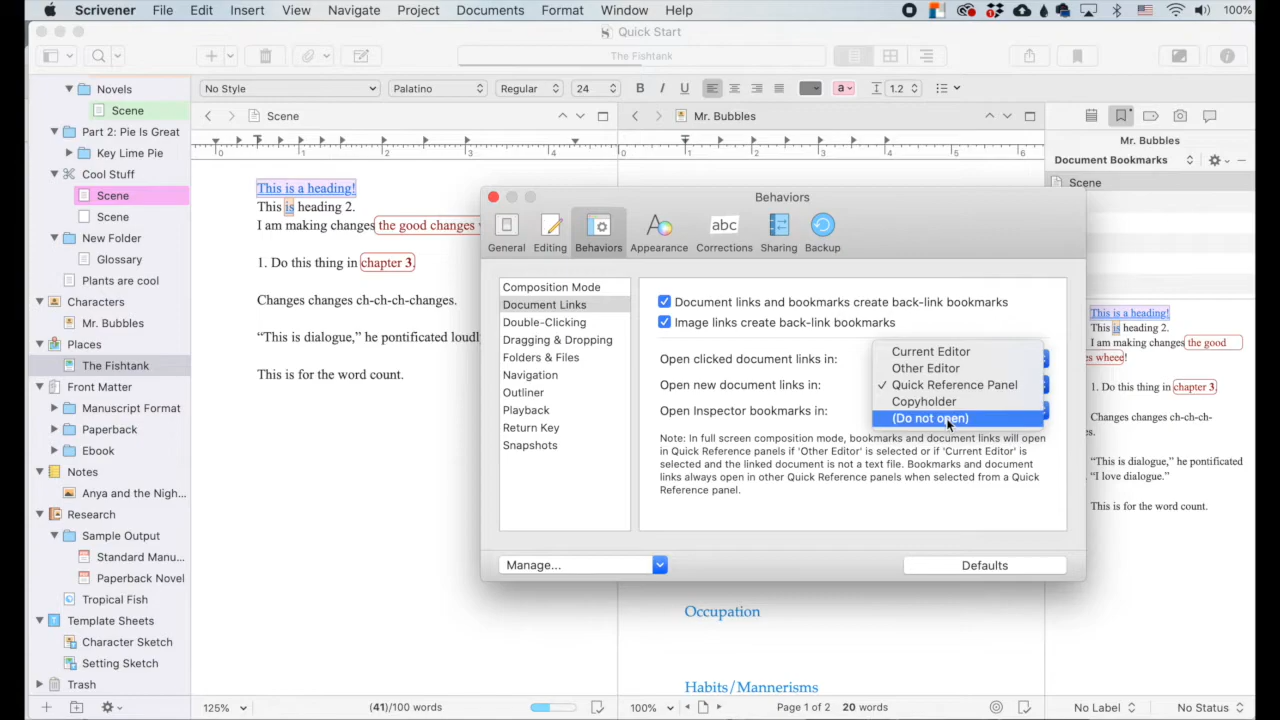 Scrivener File Edit Insert View Navigate Project Documents Format Window Help 100%
Quick Start
The Fishtank
No Style Palatino Regular 24 B I U a 1.2
Novels
Scene
Part 2: Pie Is Great
Key Lime Pie
Cool Stuff
Scene
Scene
New Folder
Glossary
Plants are cool
Characters
Mr. Bubbles
Places
The Fishtank
Front Matter
Manuscript Format
Paperback
Ebook
Notes
Anya and the Nigh...
Research
Sample Output
Standard Manu...
Paperback Novel
Tropical Fish
Template Sheets
Character Sketch
Setting Sketch
Trash
Scene
0 1 2 3 4
This is a heading!
This is heading 2.
I am making changes the good changes
1. Do this thing in chapter 3.
Changes changes ch-ch-ch-changes.
“This is dialogue,” he pontificated loudl
This is for the word count.
125% (41)/100 words
Mr. Bubbles
0 1 2 3 4 5 6
Occupation
Habits/Mannerisms
100% Page 1 of 2 20 words
Behaviors
General Editing Behaviors Appearance abc Corrections Sharing Backup
Composition Mode
Document Links
Double-Clicking
Dragging & Dropping
Folders & Files
Navigation
Outliner
Playback
Return Key
Snapshots
Document links and bookmarks create back-link bookmarks
Image links create back-link bookmarks
Open clicked document links in:
Open new document links in:
Open Inspector bookmarks in:
Current Editor
Other Editor
✓ Quick Reference Panel
Copyholder
(Do not open)
Note: In full screen composition mode, bookmarks and document links will open
in Quick Reference panels if 'Other Editor' is selected or if 'Current Editor' is
selected and the linked document is not a text file. Bookmarks and document
links always open in other Quick Reference panels when selected from a Quick
Reference panel.
Manage...
Defaults
Mr. Bubbles
Document Bookmarks
Scene
This is a heading!
This is heading 2.
I am making changes the good
es wheee!
1. Do this thing in chapter 3.
Changes changes ch-ch-
es.
“This is dialogue,” he pontificated
“I love dialogue.”
This is for the word count.
No Label No Status